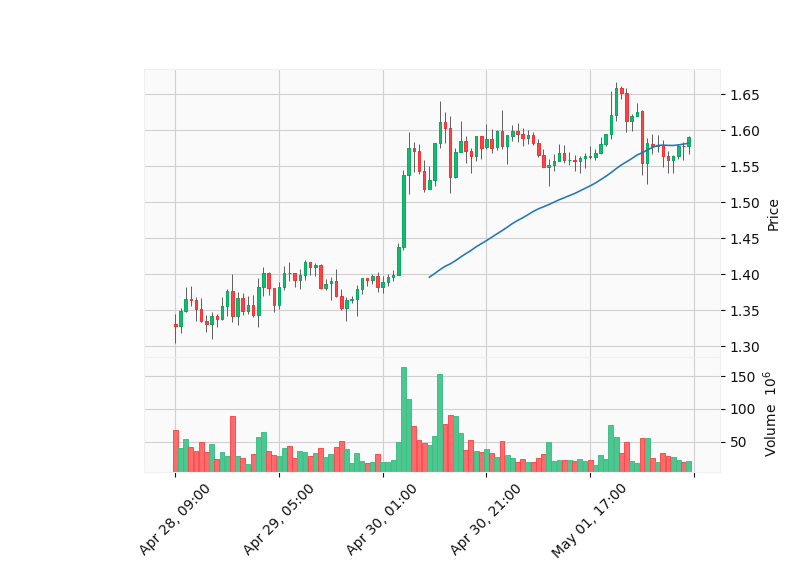 1.65
1.60
1.55
1.50
1.45
1.40
1.35
1.30
Price
150
100
50
Volume 10^6
Apr 28, 09:00
Apr 29, 05:00
Apr 30, 01:00
Apr 30, 21:00
May 01, 17:00